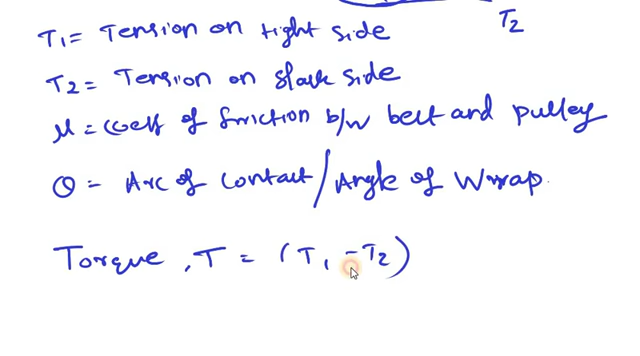 T2
T1 = Tension on tight side
T2 = Tension on slack side
μ = Coeff of friction b/w belt and pulley
θ = Arc of Contact / Angle of Wrap.
Torque, T = (T1 - T2)